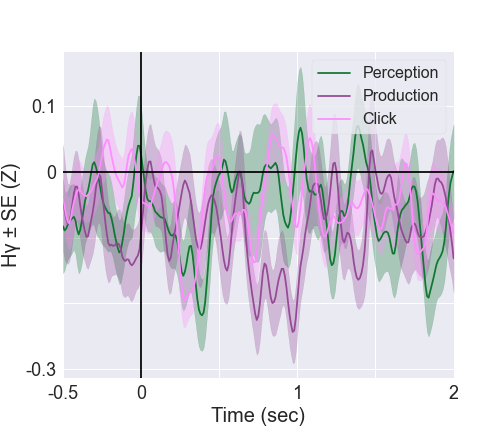 Perception
Production
Click
0.1
0
-0.3
Hγ ± SE (Z)
-0.5 0 1 2
Time (sec)